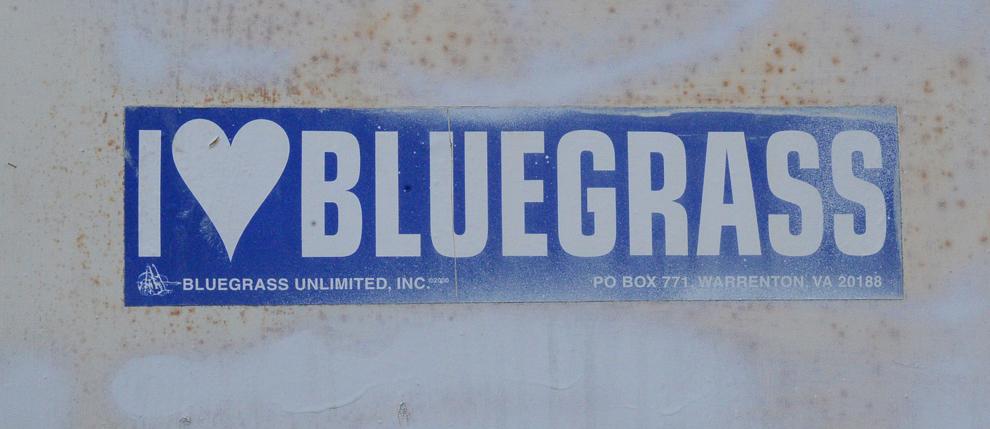 I ♥ BLUEGRASS
BLUEGRASS UNLIMITED, INC.
PO BOX 771, WARRENTON, VA 20188